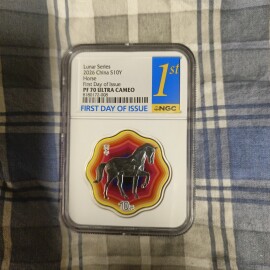 Lunar Series
2026 China S10Y
Horse
First Day of Issue
PF 70 ULTRA CAMEO
1st
NGC
FIRST DAY OF ISSUE